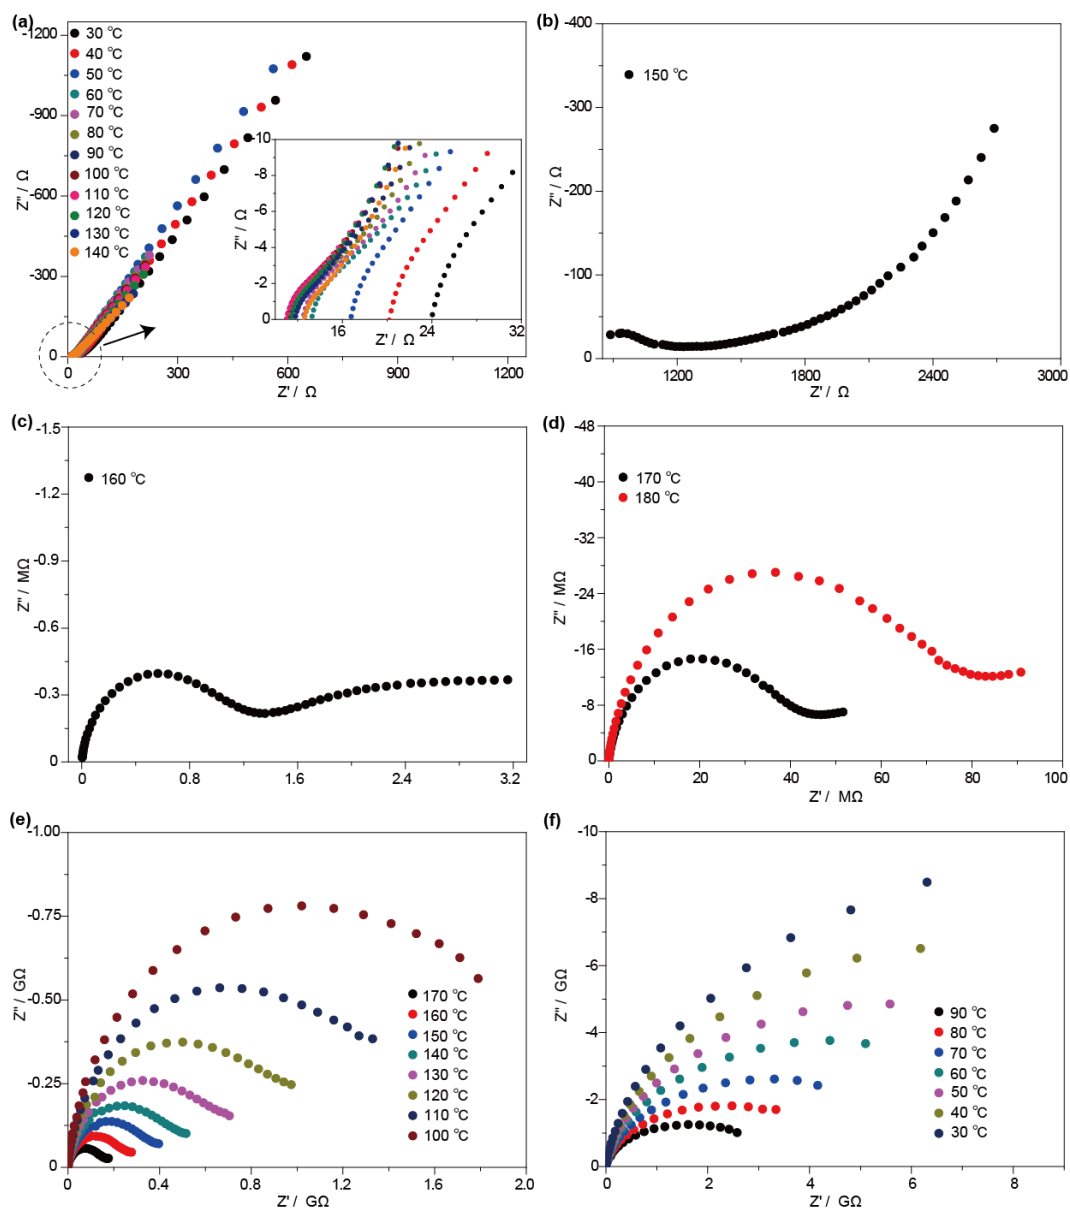 (a)
-1200
-900
-600
-300
0
Z'' / Ω
30 °C
40 °C
50 °C
60 °C
70 °C
80 °C
90 °C
100 °C
110 °C
120 °C
130 °C
140 °C
-10
-8
-6
-4
-2
0
Z'' / Ω
16
24
32
Z' / Ω
0
300
600
900
1200
Z' / Ω
(b)
-400
-300
-200
-100
0
Z'' / Ω
150 °C
1200
1800
2400
3000
Z' / Ω
(c)
-1.5
-1.2
-0.9
-0.6
-0.3
0
Z'' / MΩ
160 °C
0
0.8
1.6
2.4
3.2
(d)
-48
-40
-32
-24
-16
-8
0
Z'' / MΩ
170 °C
180 °C
0
20
40
60
80
100
Z' / MΩ
(e)
-1.00
-0.75
-0.50
-0.25
0
Z'' / GΩ
170 °C
160 °C
150 °C
140 °C
130 °C
120 °C
110 °C
100 °C
0
0.4
0.8
1.2
1.6
2.0
Z' / GΩ
(f)
-10
-8
-6
-4
-2
0
Z'' / GΩ
90 °C
80 °C
70 °C
60 °C
50 °C
40 °C
30 °C
0
2
4
6
8
Z' / GΩ